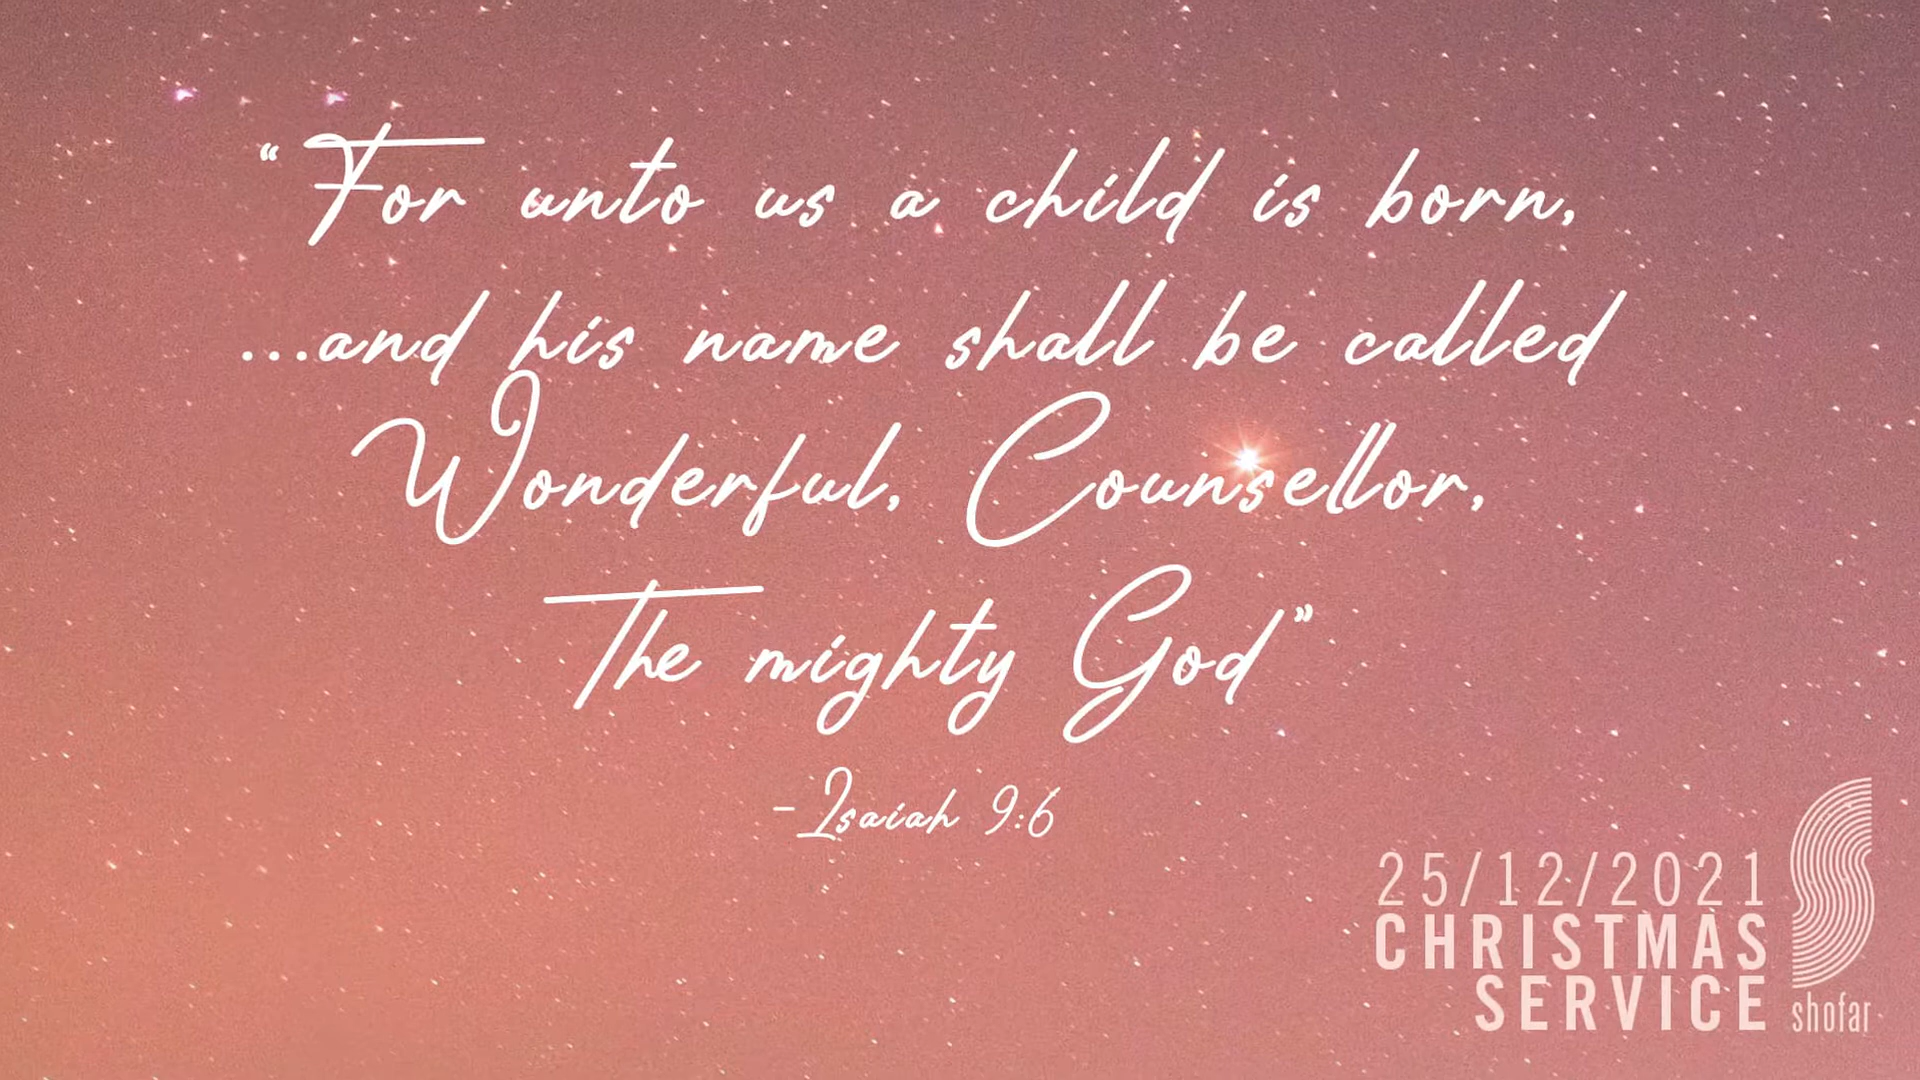 “For unto us a child is born,
...and his name shall be called
Wonderful, Counsellor,
The mighty God”
-Isaiah 9:6
25/12/2021
CHRISTMAS
SERVICE
shofar